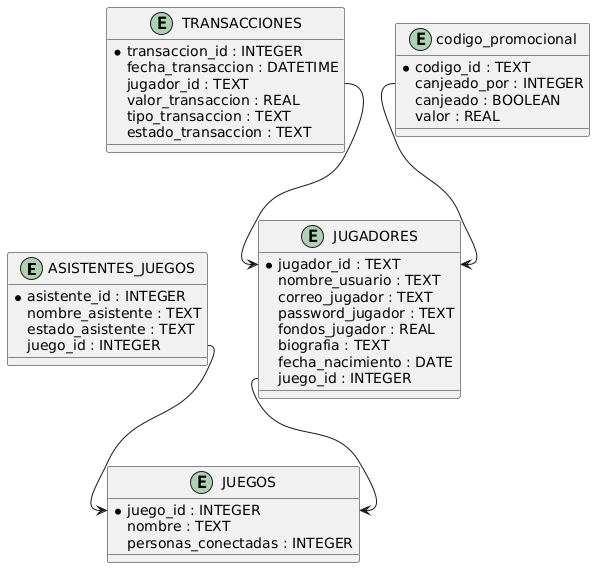 E TRANSACCIONES
transaccion_id : INTEGER
fecha_transaccion : DATETIME
jugador_id : TEXT
valor_transaccion : REAL
tipo_transaccion : TEXT
estado_transaccion : TEXT
E codigo_promocional
codigo_id : TEXT
canjeado_por : INTEGER
canjeado : BOOLEAN
valor : REAL
E ASISTENTES_JUEGOS
asistente_id : INTEGER
nombre_asistente : TEXT
estado_asistente : TEXT
juego_id : INTEGER
E JUGADORES
jugador_id : TEXT
nombre_usuario : TEXT
correo_jugador : TEXT
password_jugador : TEXT
fondos_jugador : REAL
biografia : TEXT
fecha_nacimiento : DATE
juego_id : INTEGER
E JUEGOS
juego_id : INTEGER
nombre : TEXT
personas_conectadas : INTEGER